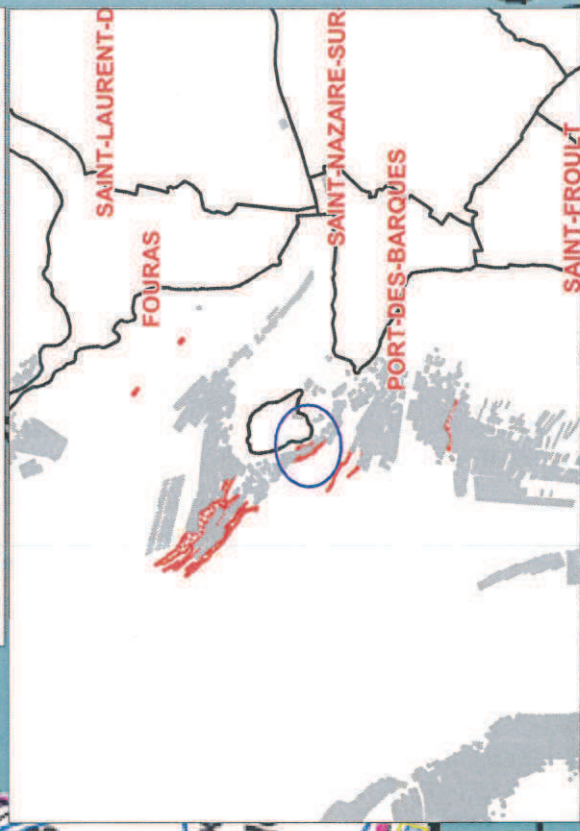 SAINT-LAURENT-D
FOURAS
SAINT-NAZAIRE-SUR-
PORT-DES-BARQUES
SAINT-FROULT